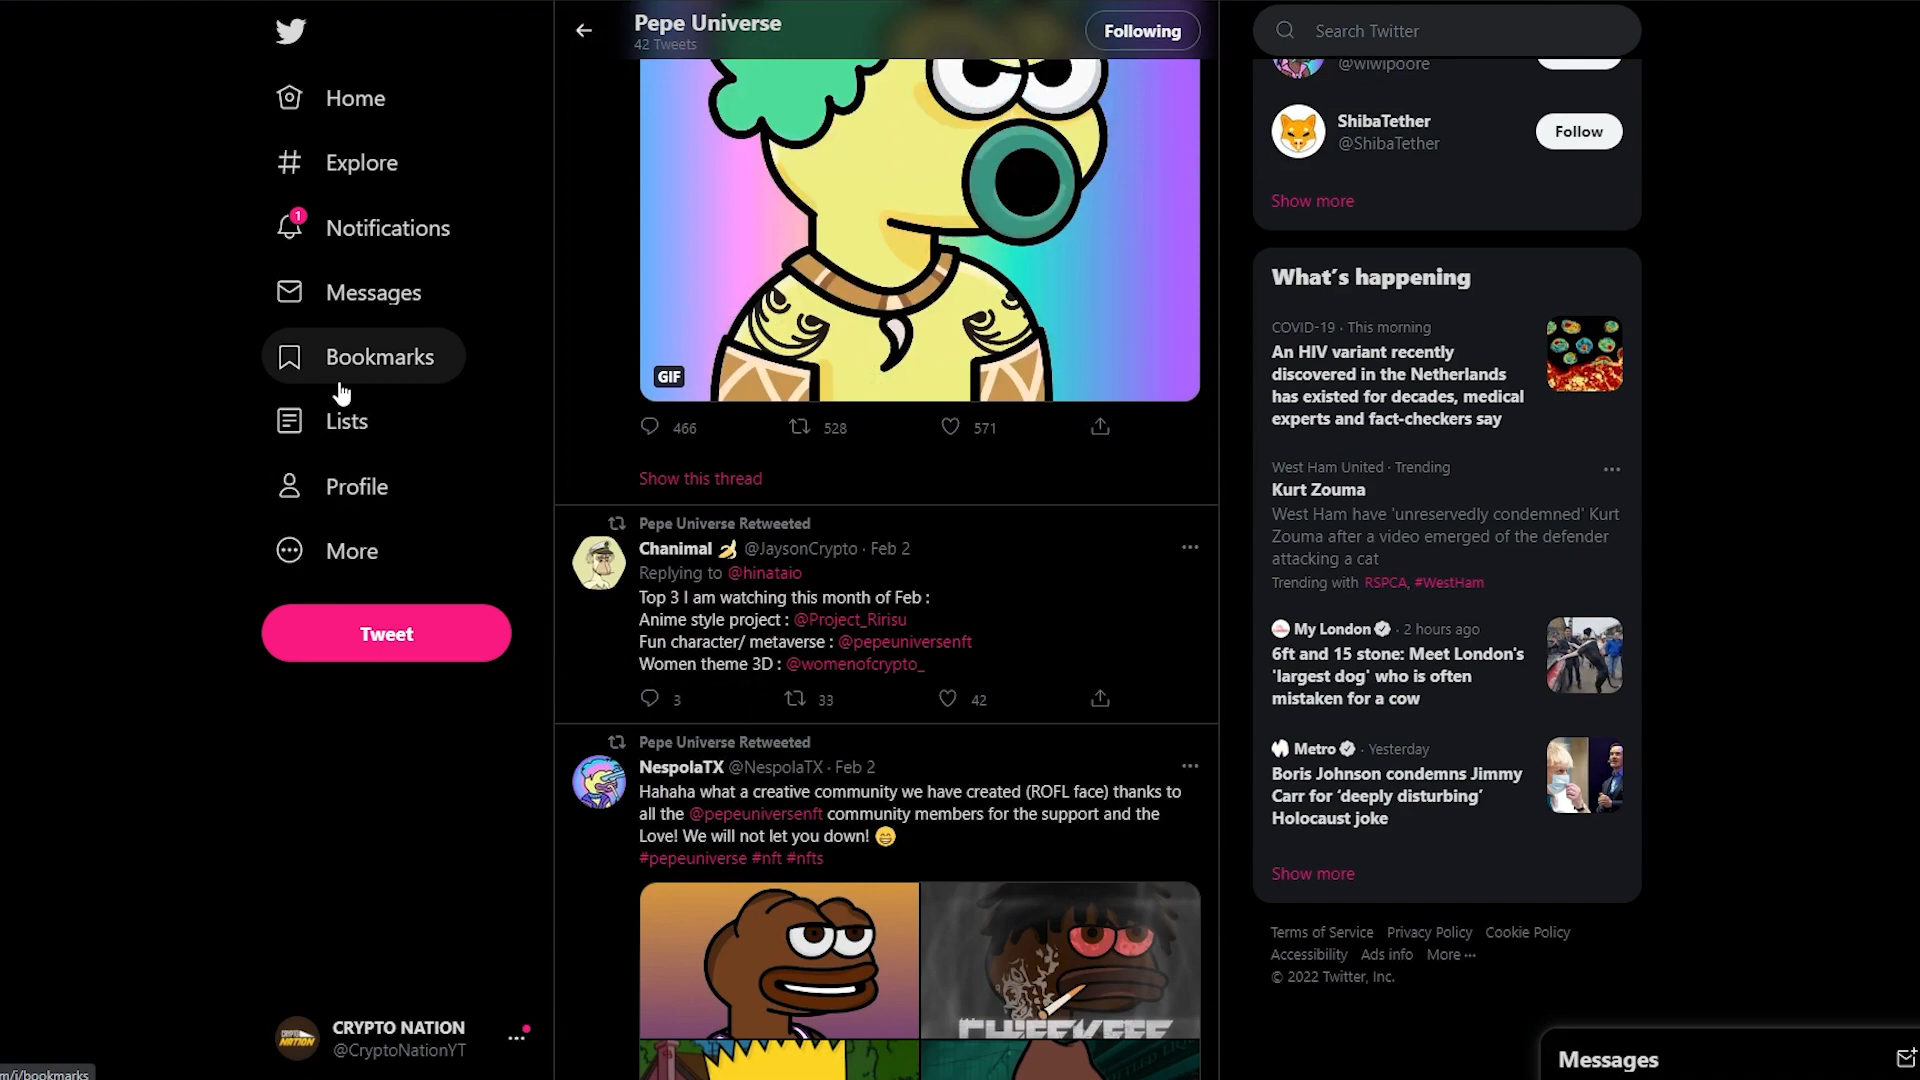 Home
Explore
1
Notifications
Messages
Bookmarks
Lists
Profile
More
Tweet
CRYPTO NATION
@CryptoNationYT
m/i/bookmarks
Pepe Universe
42 Tweets
Following
GIF
466
528
571
Show this thread
Pepe Universe Retweeted
Chanimal 🍌 @JaysonCrypto · Feb 2
Replying to @hinataio
Top 3 I am watching this month of Feb :
Anime style project : @Project_Ririsu
Fun character/ metaverse : @pepeuniversenft
Women theme 3D : @womenofcrypto_
3
33
42
Pepe Universe Retweeted
NespolaTX @NespolaTX · Feb 2
Hahaha what a creative community we have created (ROFL face) thanks to
all the @pepeuniversenft community members for the support and the
Love! We will not let you down! 😁
#pepeuniverse #nft #nfts
Search Twitter
@wiwipoore
ShibaTether
@ShibaTether
Follow
Show more
What's happening
COVID-19 · This morning
An HIV variant recently
discovered in the Netherlands
has existed for decades, medical
experts and fact-checkers say
West Ham United · Trending
Kurt Zouma
West Ham have 'unreservedly condemned' Kurt
Zouma after a video emerged of the defender
attacking a cat
Trending with RSPCA, #WestHam
My London · 2 hours ago
6ft and 15 stone: Meet London's
'largest dog' who is often
mistaken for a cow
Metro · Yesterday
Boris Johnson condemns Jimmy
Carr for 'deeply disturbing'
Holocaust joke
Show more
Terms of Service Privacy Policy Cookie Policy
Accessibility Ads info More ···
© 2022 Twitter, Inc.
Messages